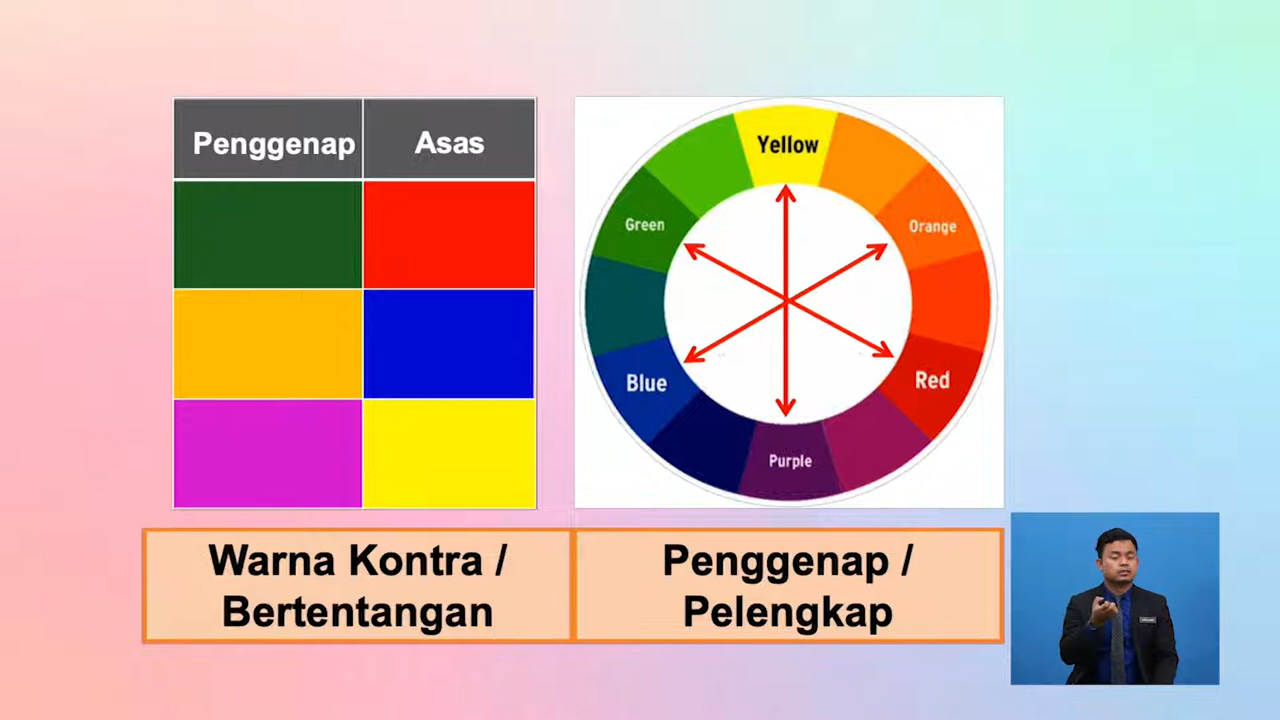 Penggenap
Asas
Yellow
Green
Orange
Blue
Red
Purple
Warna Kontra /
Bertentangan
Penggenap /
Pelengkap